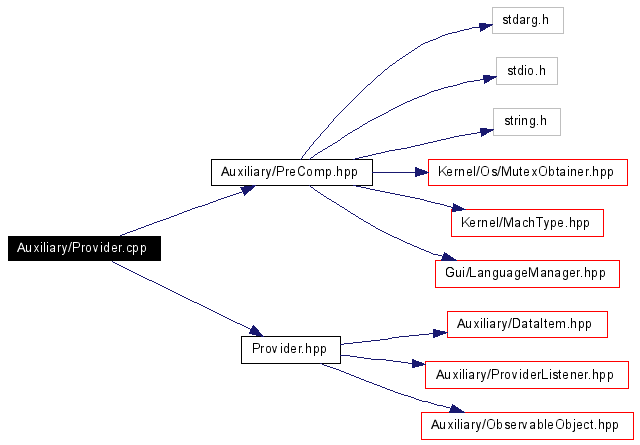 stdarg.h
stdio.h
string.h
Auxiliary/PreComp.hpp
Kernel/Os/MutexObtainer.hpp
Kernel/MachType.hpp
Auxiliary/Provider.cpp
Gui/LanguageManager.hpp
Auxiliary/DataItem.hpp
Provider.hpp
Auxiliary/ProviderListener.hpp
Auxiliary/ObservableObject.hpp